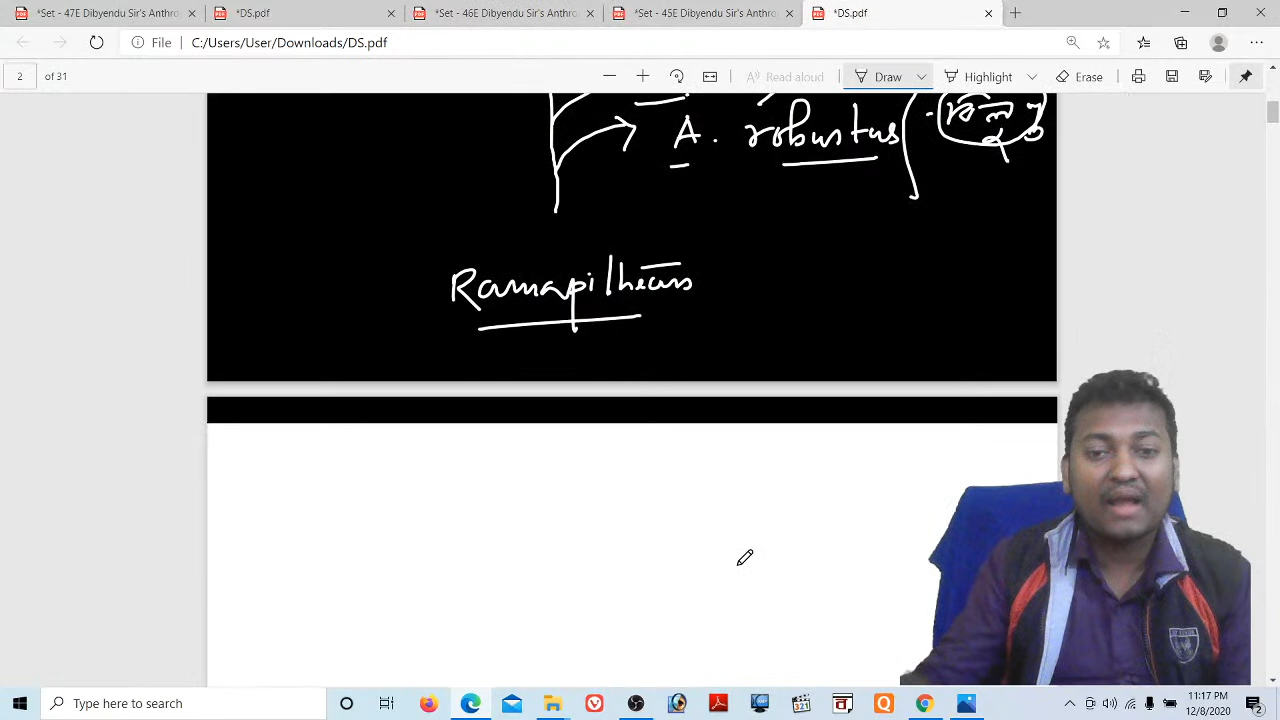 *Set - 47E Dibyendu Sir's Anthro
*DS.pdf
*Set - 46E Dibyendu Sir's Anthro
*Set - 45E Dibyendu Sir's Anthro
*DS.pdf
File
C:/Users/User/Downloads/DS.pdf
2 of 31
Read aloud
Draw
Highlight
Erase
A. robustus
Ramapithecus
Type here to search
321
11:17 PM
12/8/2020
2